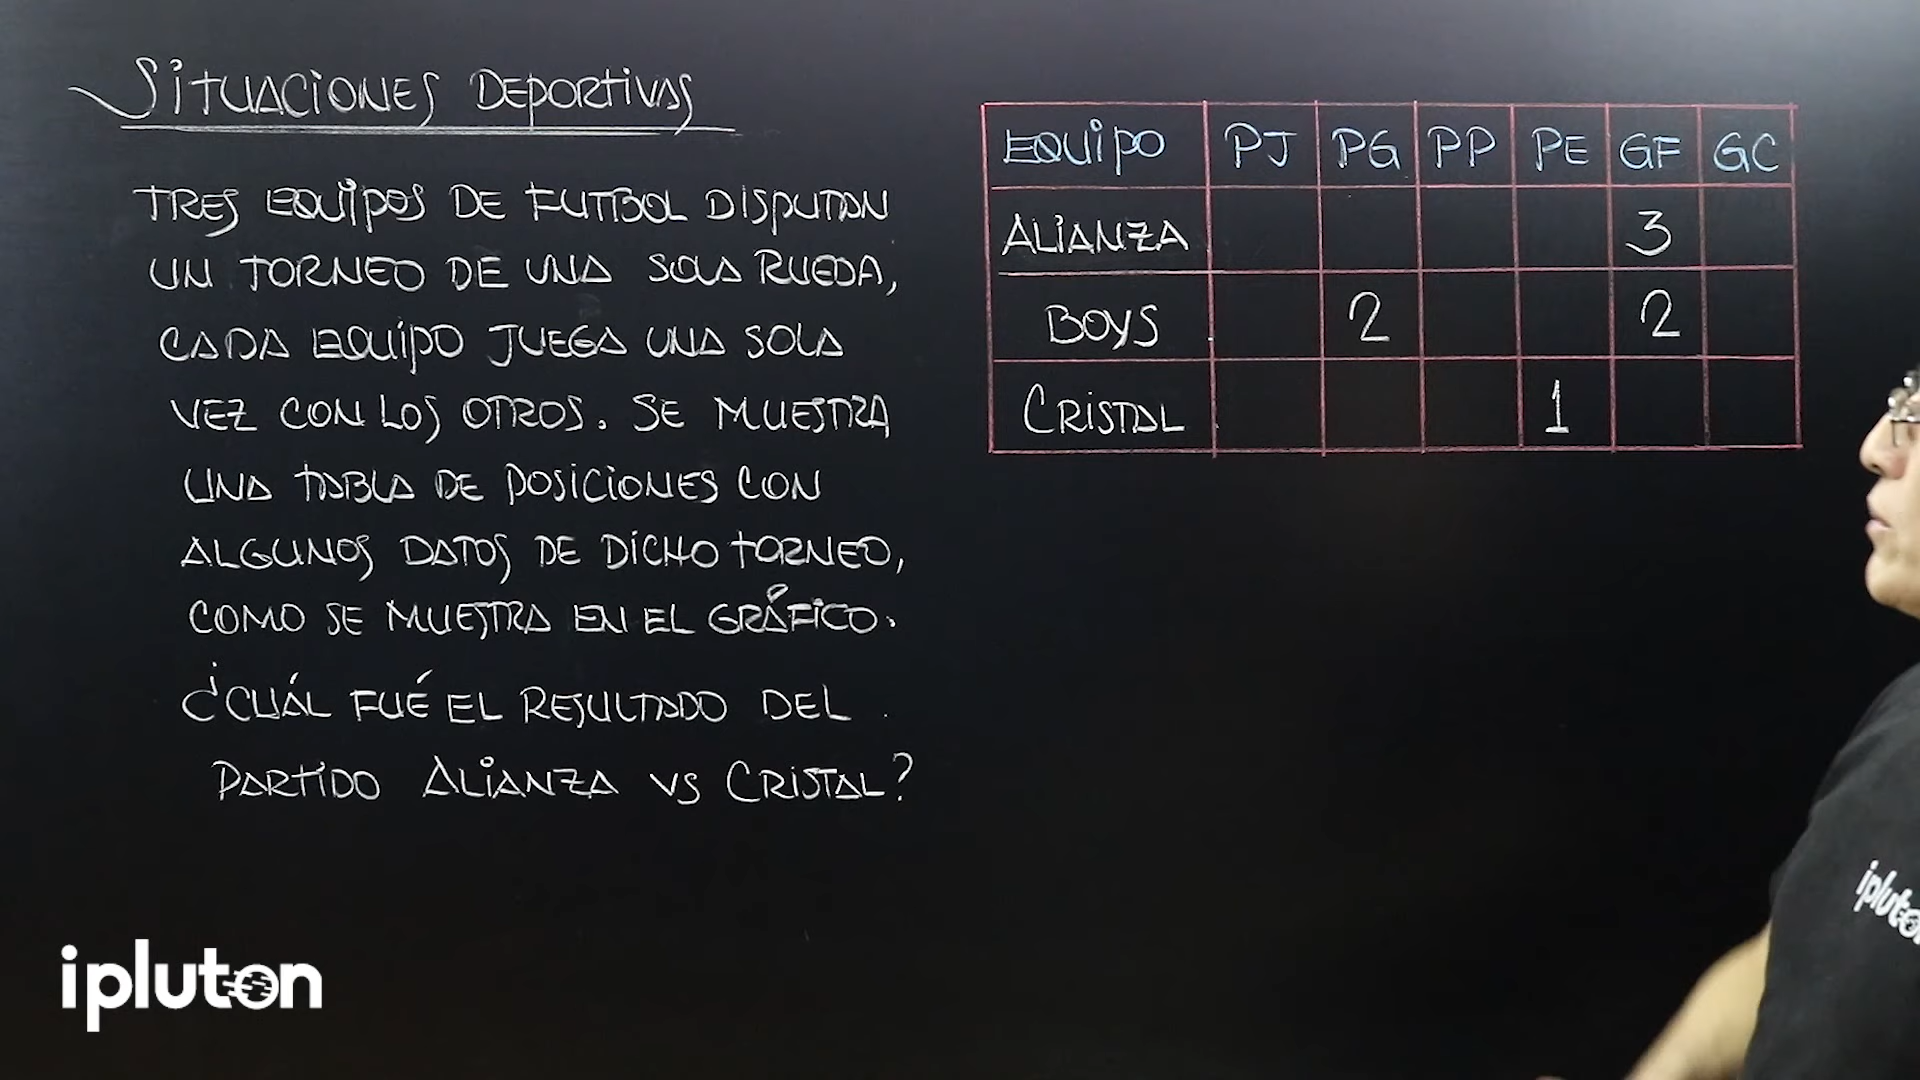 SITUACIONES DEPORTIVAS
TRES EQUIPOS DE FUTBOL DISPUTAN
UN TORNEO DE UNA SOLA RUEDA,
CADA EQUIPO JUEGA UNA SOLA
VEZ CON LOS OTROS. SE MUESTRA
UNA TABLA DE POSICIONES CON
ALGUNOS DATOS DE DICHO TORNEO,
COMO SE MUESTRA EN EL GRÁFICO.
¿CUÁL FUÉ EL RESULTADO DEL
PARTIDO ALIANZA VS CRISTAL?
EQUIPO PJ PG PP PE GF GC
ALIANZA 3
BOYS 2 2
CRISTAL 1
ipluton
ipluto